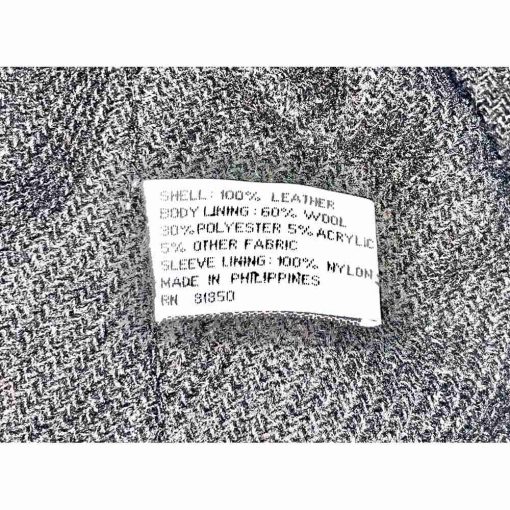 SHELL: 100% LEATHER
BODY LINING: 60% WOOL
30% POLYESTER 5% ACRYLIC
5% OTHER FABRIC
SLEEVE LINING: 100% NYLON
MADE IN PHILIPPINES
RN 81850